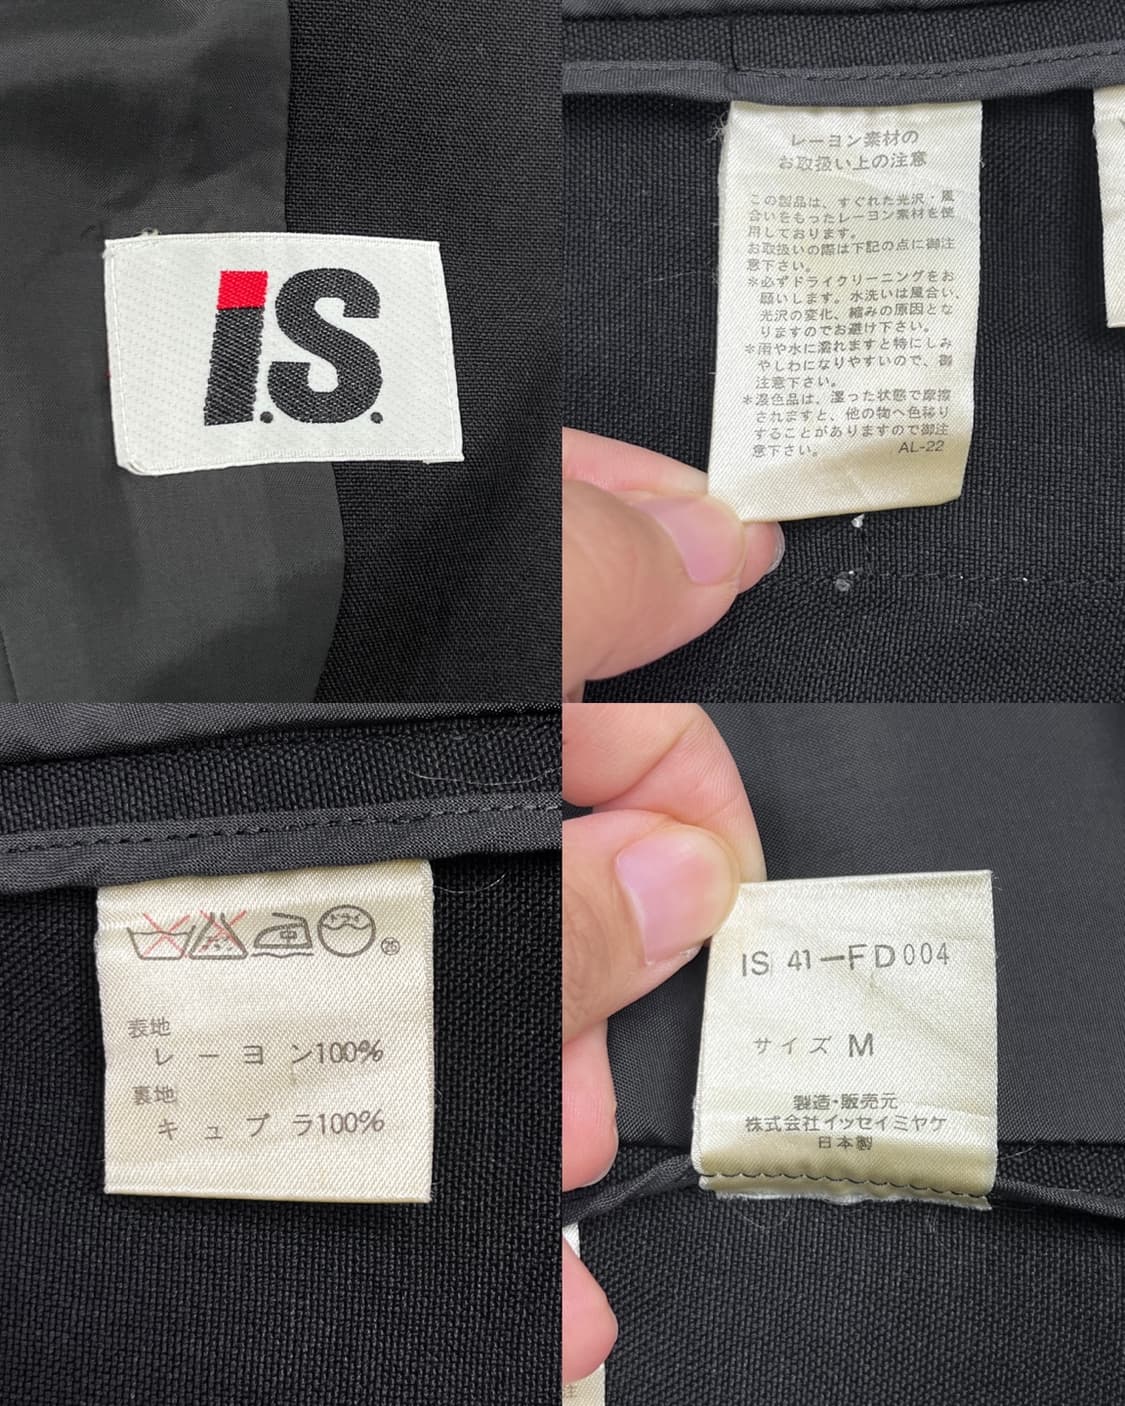 I.S.
レーヨン素材の
お取扱い上の注意
この製品は、すぐれた光沢・風
合いをもったレーヨン素材を使
用しております。
お取扱いの際は下記の点に御注
意下さい。
*必ずドライクリーニングをお
願いします。水洗いは風合い、
光沢の変化、縮みの原因とな
りますのでお避け下さい。
*雨や水に濡れますと特にしみ
やしわになりやすいので、御
注意下さい。
*濃色品は、湿った状態で摩擦
されますと、他の物へ色移り
することがありますので御注
意下さい。 AL-22
中 ドライ 25
表地
レーヨン100%
裏地
キュプラ100%
IS 41-FD004
サイズ M
製造・販売元
株式会社イッセイミヤケ
日本製
注